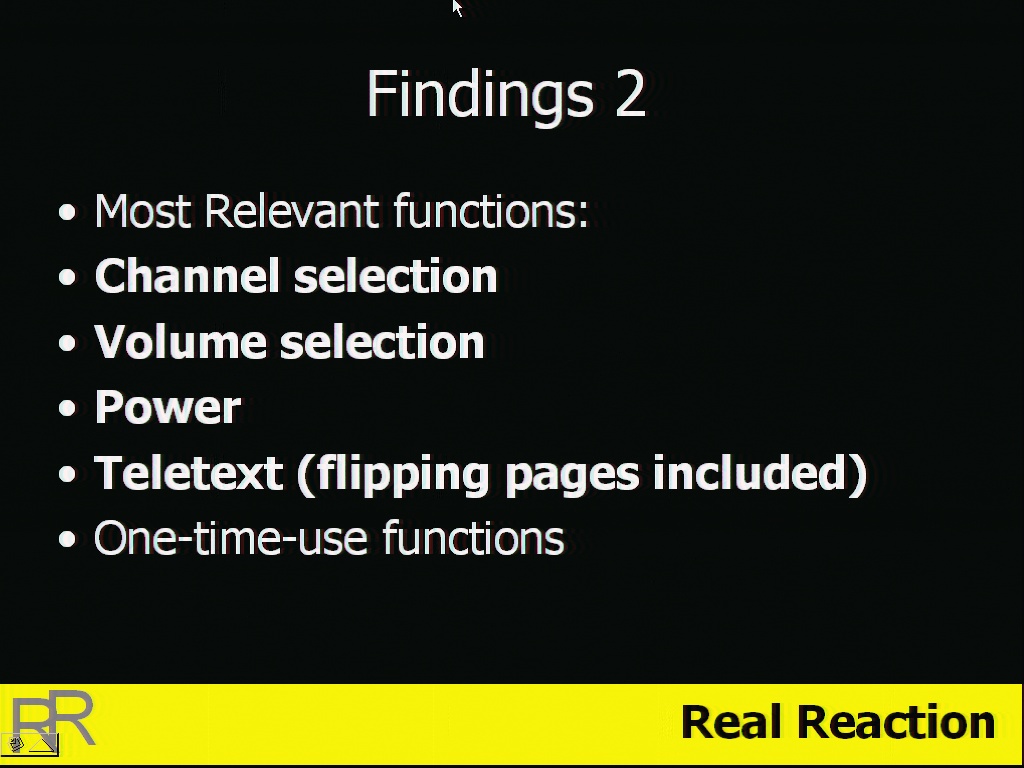 Findings 2
• Most Relevant functions:
• Channel selection
• Volume selection
• Power
• Teletext (flipping pages included)
• One-time-use functions
RR
Real Reaction